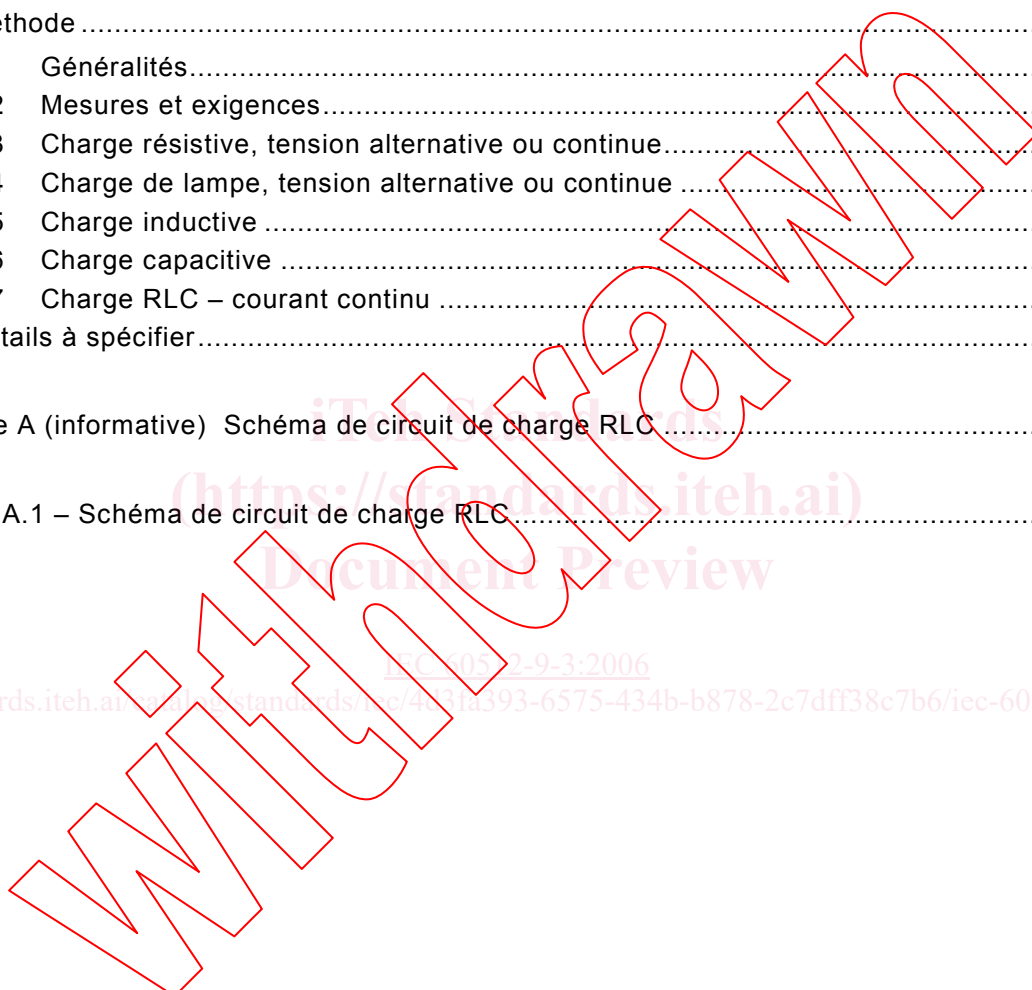 éthode
Généralités
2 Mesures et exigences
3 Charge résistive, tension alternative ou continue
4 Charge de lampe, tension alternative ou continue
5 Charge inductive
6 Charge capacitive
7 Charge RLC – courant continu
tails à spécifier
e A (informative) Schéma de circuit de charge RLC
A.1 – Schéma de circuit de charge RLC
iTeh Standards
(https://standards.iteh.ai)
Document Preview
IEC 60512-9-3:2006
rds.iteh.ai/catalog/standards/iec/4d3fa393-6575-434b-b878-2c7dff38c7b6/iec-60
withdrawn